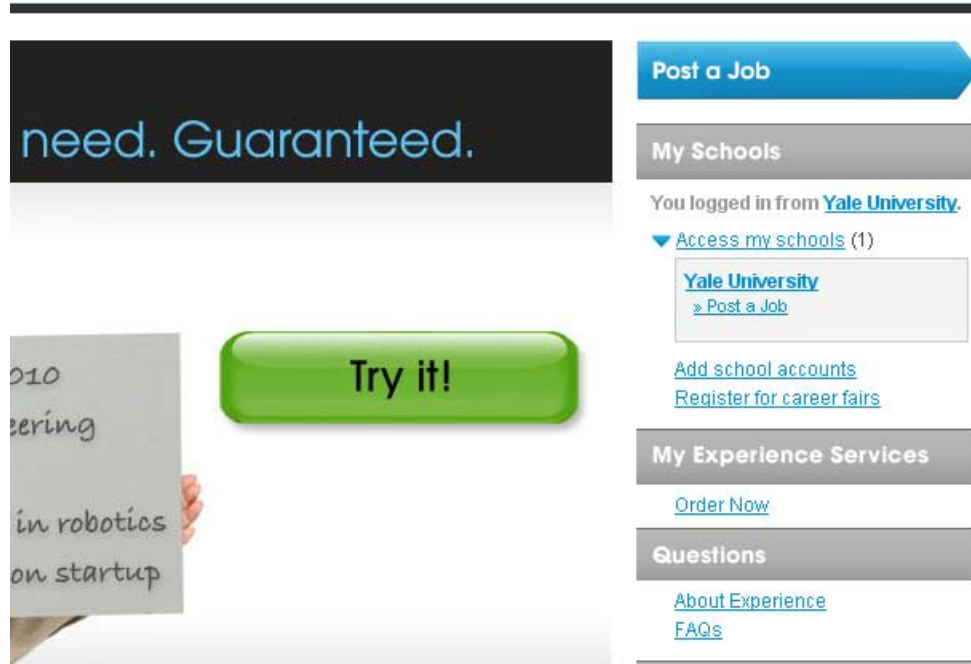 need. Guaranteed.
Try it!
010
eering
in robotics
on startup
Post a Job
My Schools
You logged in from Yale University.
Access my schools (1)
Yale University
» Post a Job
Add school accounts
Register for career fairs
My Experience Services
Order Now
Questions
About Experience
FAQs